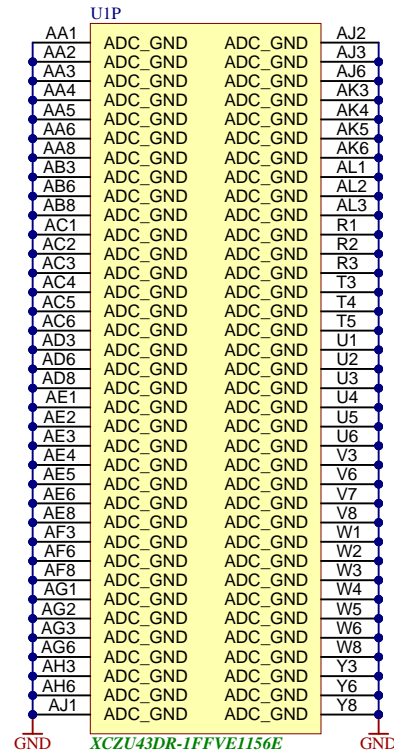 U1P
AA1 ADC_GND ADC_GND AJ2
AA2 ADC_GND ADC_GND AJ3
AA3 ADC_GND ADC_GND AJ6
AA4 ADC_GND ADC_GND AK3
AA5 ADC_GND ADC_GND AK4
AA6 ADC_GND ADC_GND AK5
AA8 ADC_GND ADC_GND AK6
AB3 ADC_GND ADC_GND AL1
AB6 ADC_GND ADC_GND AL2
AB8 ADC_GND ADC_GND AL3
AC1 ADC_GND ADC_GND R1
AC2 ADC_GND ADC_GND R2
AC3 ADC_GND ADC_GND R3
AC4 ADC_GND ADC_GND T3
AC5 ADC_GND ADC_GND T4
AC6 ADC_GND ADC_GND T5
AD3 ADC_GND ADC_GND U1
AD6 ADC_GND ADC_GND U2
AD8 ADC_GND ADC_GND U3
AE1 ADC_GND ADC_GND U4
AE2 ADC_GND ADC_GND U5
AE3 ADC_GND ADC_GND U6
AE4 ADC_GND ADC_GND V3
AE5 ADC_GND ADC_GND V6
AE6 ADC_GND ADC_GND V7
AE8 ADC_GND ADC_GND V8
AF3 ADC_GND ADC_GND W1
AF6 ADC_GND ADC_GND W2
AF8 ADC_GND ADC_GND W3
AG1 ADC_GND ADC_GND W4
AG2 ADC_GND ADC_GND W5
AG3 ADC_GND ADC_GND W6
AG6 ADC_GND ADC_GND W8
AH3 ADC_GND ADC_GND Y3
AH6 ADC_GND ADC_GND Y6
AJ1 ADC_GND ADC_GND Y8
GND XCZU43DR-1FFVE1156E GND